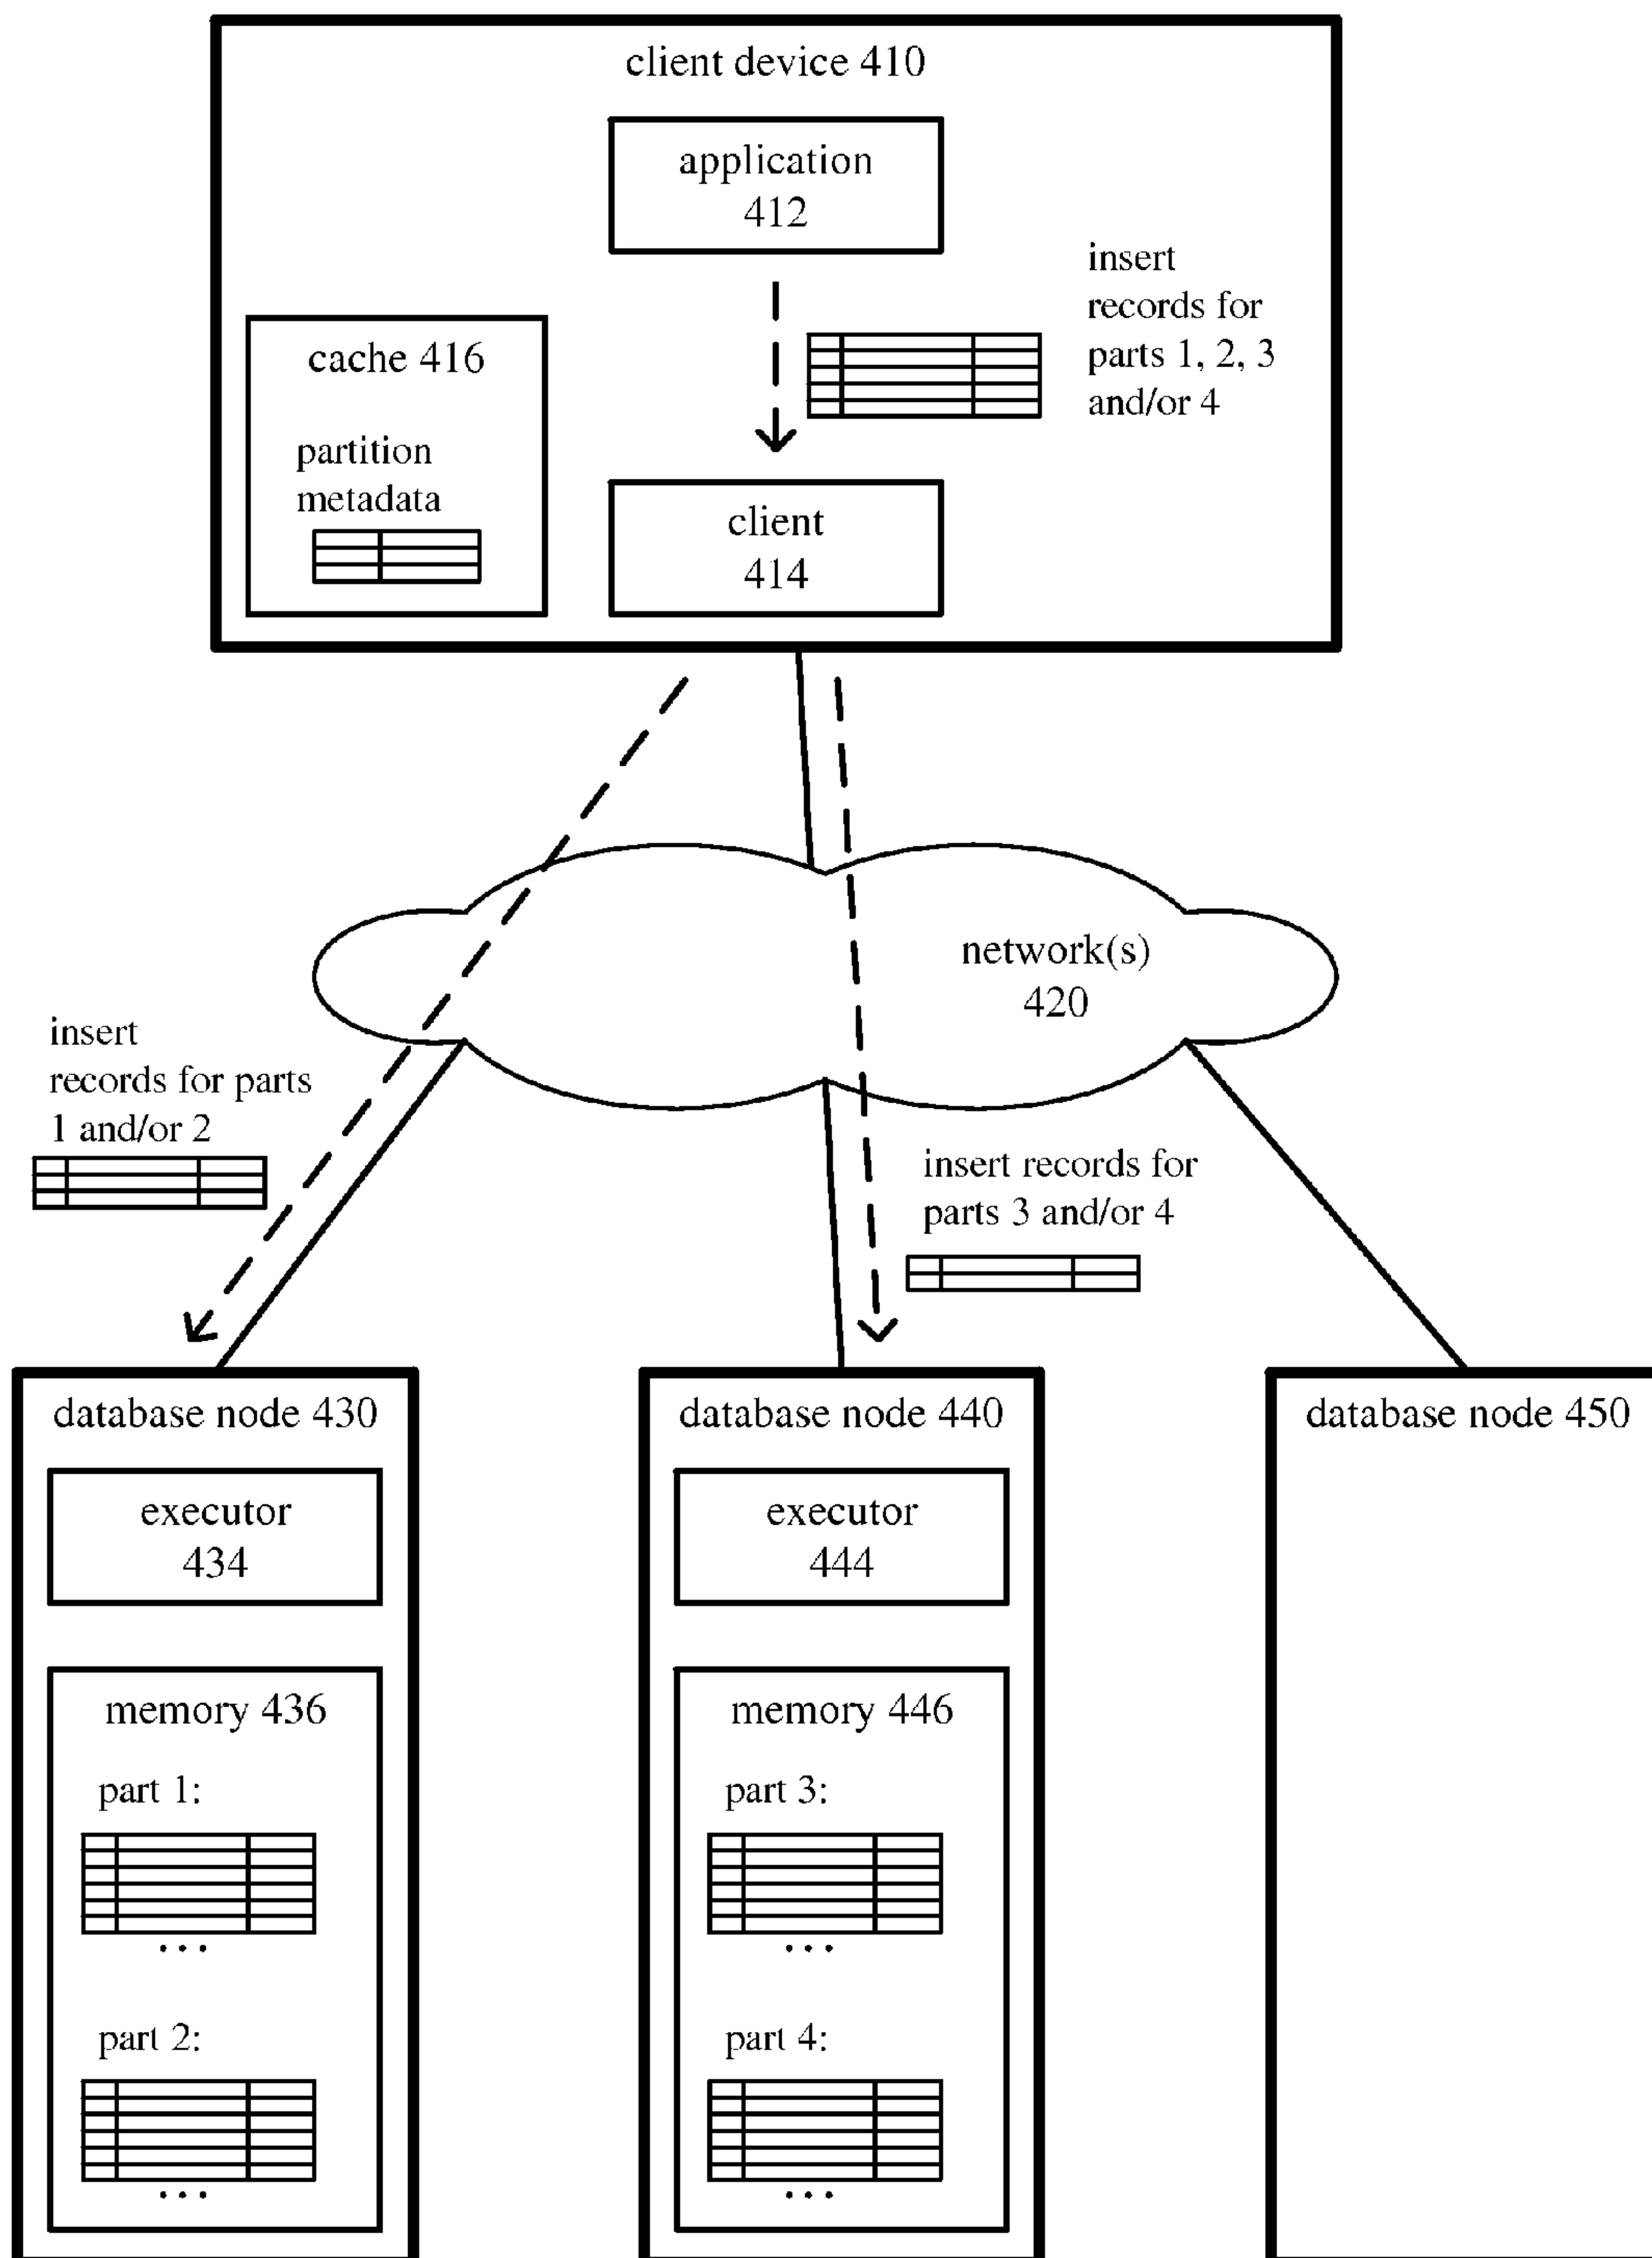 client device 410
application
412
insert
records for
parts 1, 2, 3
and/or 4
cache 416
partition
metadata
client
414
network(s)
420
insert
records for parts
1 and/or 2
insert records for
parts 3 and/or 4
database node 430
executor
434
memory 436
part 1:
...
part 2:
...
database node 440
executor
444
memory 446
part 3:
...
part 4:
...
database node 450